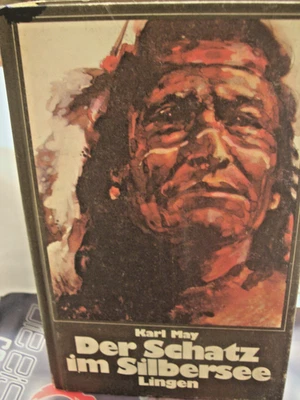 Karl May
Der Schatz
im Silbersee
Lingen